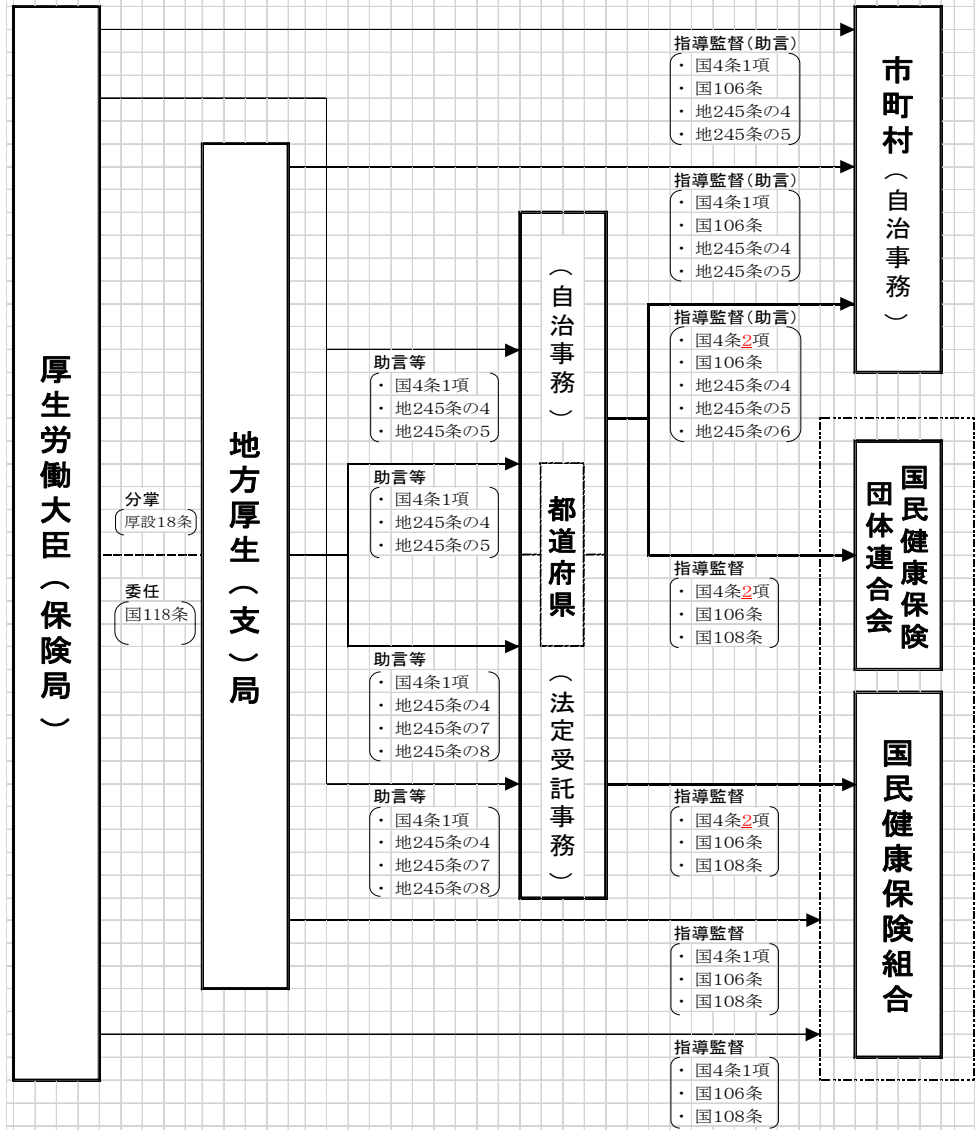 厚生労働大臣（保険局）
分掌
厚設18条
委任
国118条
地方厚生（支）局
助言等
・ 国4条1項
・ 地245条の4
・ 地245条の5
助言等
・ 国4条1項
・ 地245条の4
・ 地245条の5
助言等
・ 国4条1項
・ 地245条の4
・ 地245条の7
・ 地245条の8
助言等
・ 国4条1項
・ 地245条の4
・ 地245条の7
・ 地245条の8
（自治事務）
都道府県
（法定受託事務）
指導監督（助言）
・ 国4条1項
・ 国106条
・ 地245条の4
・ 地245条の5
指導監督（助言）
・ 国4条1項
・ 国106条
・ 地245条の4
・ 地245条の5
指導監督（助言）
・ 国4条2項
・ 国106条
・ 地245条の4
・ 地245条の5
・ 地245条の6
指導監督
・ 国4条2項
・ 国106条
・ 国108条
指導監督
・ 国4条2項
・ 国106条
・ 国108条
指導監督
・ 国4条1項
・ 国106条
・ 国108条
指導監督
・ 国4条1項
・ 国106条
・ 国108条
市町村（自治事務）
国民健康保険
団体連合会
国民健康保険組合